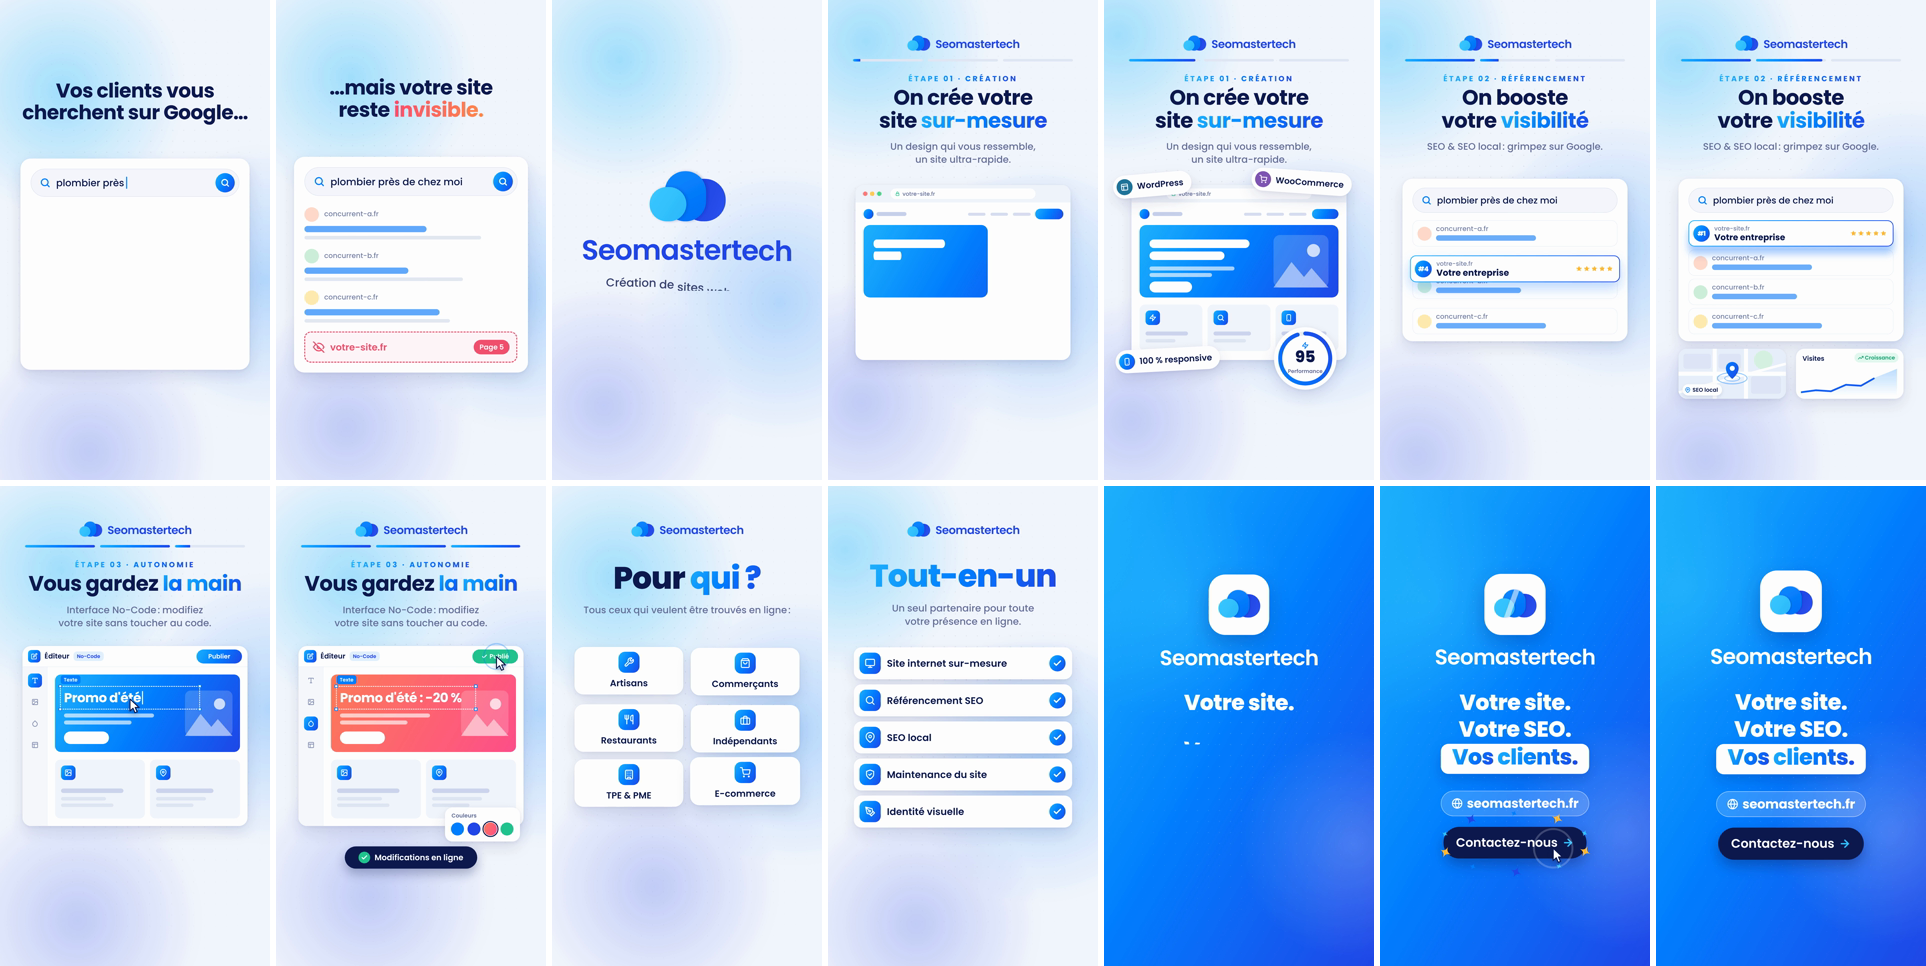 Vos clients vous
cherchent sur Google...
plombier près
...mais votre site
reste invisible.
plombier près de chez moi
concurrent-a.fr
concurrent-b.fr
concurrent-c.fr
votre-site.fr
Page 5
Seomastertech
Création de sites web
Seomastertech
ÉTAPE 01 · CRÉATION
On crée votre
site sur-mesure
Un design qui vous ressemble,
un site ultra-rapide.
votre-site.fr
Seomastertech
ÉTAPE 01 · CRÉATION
On crée votre
site sur-mesure
Un design qui vous ressemble,
un site ultra-rapide.
WordPress
WooCommerce
votre-site.fr
100 % responsive
95
Performance
Seomastertech
ÉTAPE 02 · RÉFÉRENCEMENT
On booste
votre visibilité
SEO & SEO local : grimpez sur Google.
plombier près de chez moi
concurrent-a.fr
#4
votre-site.fr
Votre entreprise
concurrent-c.fr
Seomastertech
ÉTAPE 02 · RÉFÉRENCEMENT
On booste
votre visibilité
SEO & SEO local : grimpez sur Google.
plombier près de chez moi
#1
votre-site.fr
Votre entreprise
concurrent-a.fr
concurrent-b.fr
concurrent-c.fr
SEO local
Visites
Croissance
Seomastertech
ÉTAPE 03 · AUTONOMIE
Vous gardez la main
Interface No-Code : modifiez
votre site sans toucher au code.
Éditeur
No-Code
Publier
Texte
Promo d'été
Seomastertech
ÉTAPE 03 · AUTONOMIE
Vous gardez la main
Interface No-Code : modifiez
votre site sans toucher au code.
Éditeur
No-Code
Publié
Texte
Promo d'été : -20 %
Couleurs
Modifications en ligne
Seomastertech
Pour qui ?
Tous ceux qui veulent être trouvés en ligne :
Artisans
Commerçants
Restaurants
Indépendants
TPE & PME
E-commerce
Seomastertech
Tout-en-un
Un seul partenaire pour toute
votre présence en ligne.
Site internet sur-mesure
Référencement SEO
SEO local
Maintenance du site
Identité visuelle
Seomastertech
Votre site.
Seomastertech
Votre site.
Votre SEO.
Vos clients.
seomastertech.fr
Contactez-nous
Seomastertech
Votre site.
Votre SEO.
Vos clients.
seomastertech.fr
Contactez-nous